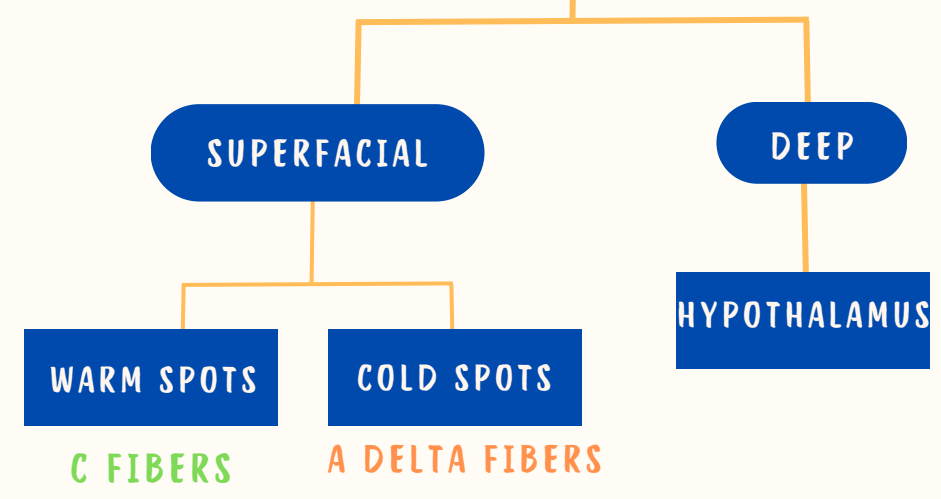 SUPERFACIAL
DEEP
HYPOTHALAMUS
WARM SPOTS
COLD SPOTS
C FIBERS
A DELTA FIBERS